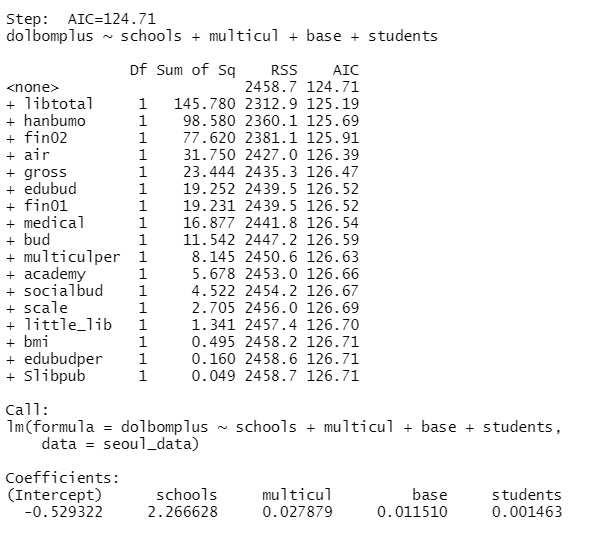 Step:  AIC=124.71
dolbomplus ~ schools + multicul + base + students
Df Sum of Sq    RSS    AIC
<none>                     2458.7 124.71
+ libtotal     1   145.780 2312.9 125.19
+ hanbumo      1    98.580 2360.1 125.69
+ fin02        1    77.620 2381.1 125.91
+ air          1    31.750 2427.0 126.39
+ gross        1    23.444 2435.3 126.47
+ edubud       1    19.252 2439.5 126.52
+ fin01        1    19.231 2439.5 126.52
+ medical      1    16.877 2441.8 126.54
+ bud          1    11.542 2447.2 126.59
+ multiculper  1     8.145 2450.6 126.63
+ academy      1     5.678 2453.0 126.66
+ socialbud    1     4.522 2454.2 126.67
+ scale        1     2.705 2456.0 126.69
+ little_lib   1     1.341 2457.4 126.70
+ bmi          1     0.495 2458.2 126.71
+ edubudper    1     0.160 2458.6 126.71
+ Slibpub      1     0.049 2458.7 126.71
Call:
lm(formula = dolbomplus ~ schools + multicul + base + students,
data = seoul_data)
Coefficients:
(Intercept)      schools     multicul         base     students
-0.529322     2.266628     0.027879     0.011510     0.001463